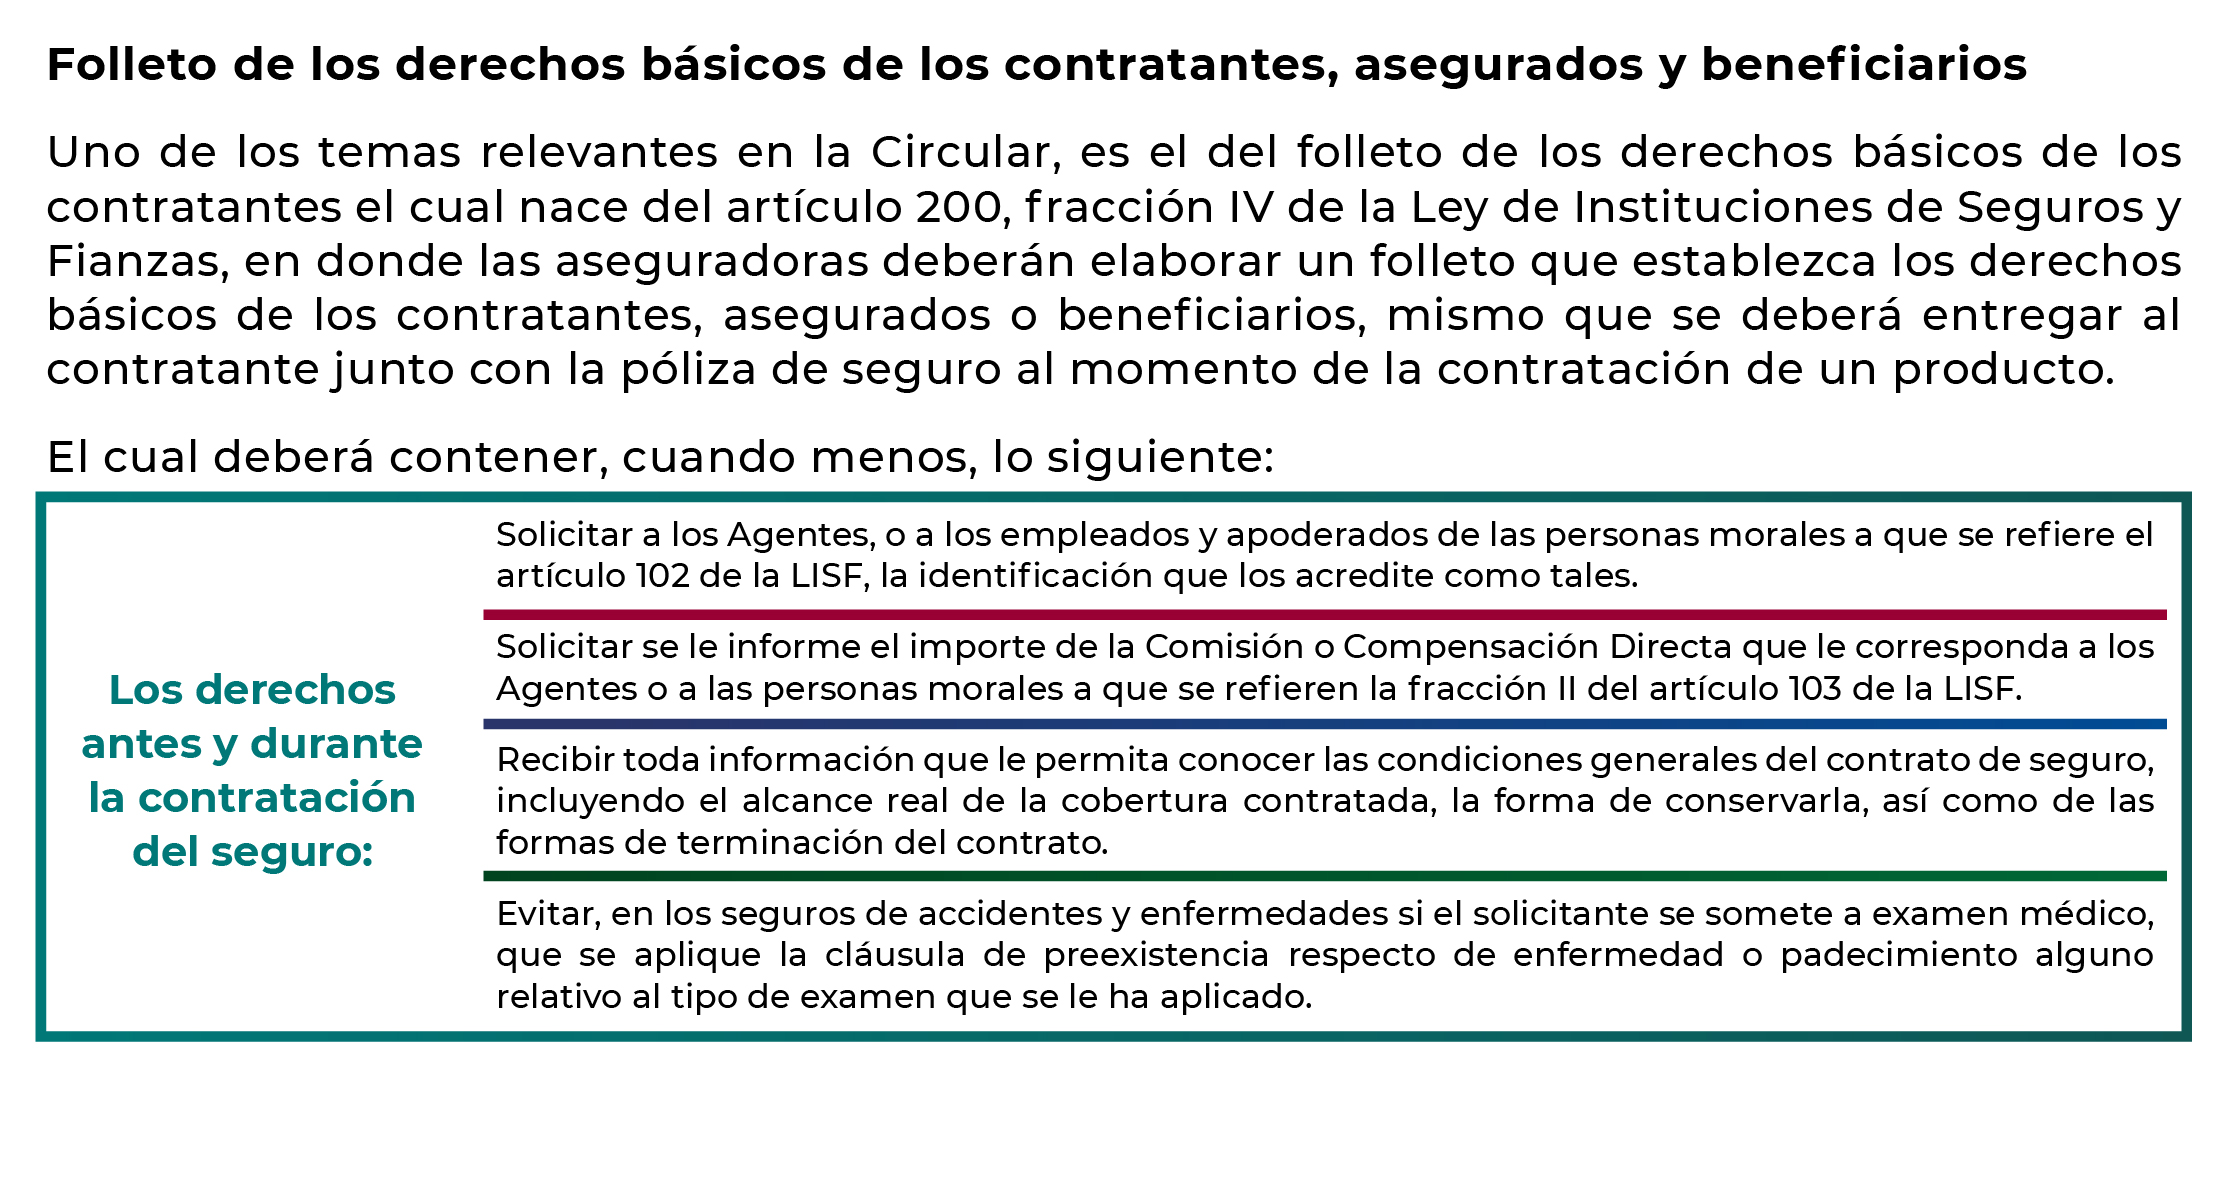 Folleto de los derechos básicos de los contratantes, asegurados y beneficiarios
Uno de los temas relevantes en la Circular, es el del folleto de los derechos básicos de los
contratantes el cual nace del artículo 200, fracción IV de la Ley de Instituciones de Seguros y
Fianzas, en donde las aseguradoras deberán elaborar un folleto que establezca los derechos
básicos de los contratantes, asegurados o beneficiarios, mismo que se deberá entregar al
contratante junto con la póliza de seguro al momento de la contratación de un producto.
El cual deberá contener, cuando menos, lo siguiente:
Los derechos
antes y durante
la contratación
del seguro:
Solicitar a los Agentes, o a los empleados y apoderados de las personas morales a que se refiere el
artículo 102 de la LISF, la identificación que los acredite como tales.
Solicitar se le informe el importe de la Comisión o Compensación Directa que le corresponda a los
Agentes o a las personas morales a que se refieren la fracción II del artículo 103 de la LISF.
Recibir toda información que le permita conocer las condiciones generales del contrato de seguro,
incluyendo el alcance real de la cobertura contratada, la forma de conservarla, así como de las
formas de terminación del contrato.
Evitar, en los seguros de accidentes y enfermedades si el solicitante se somete a examen médico,
que se aplique la cláusula de preexistencia respecto de enfermedad o padecimiento alguno
relativo al tipo de examen que se le ha aplicado.